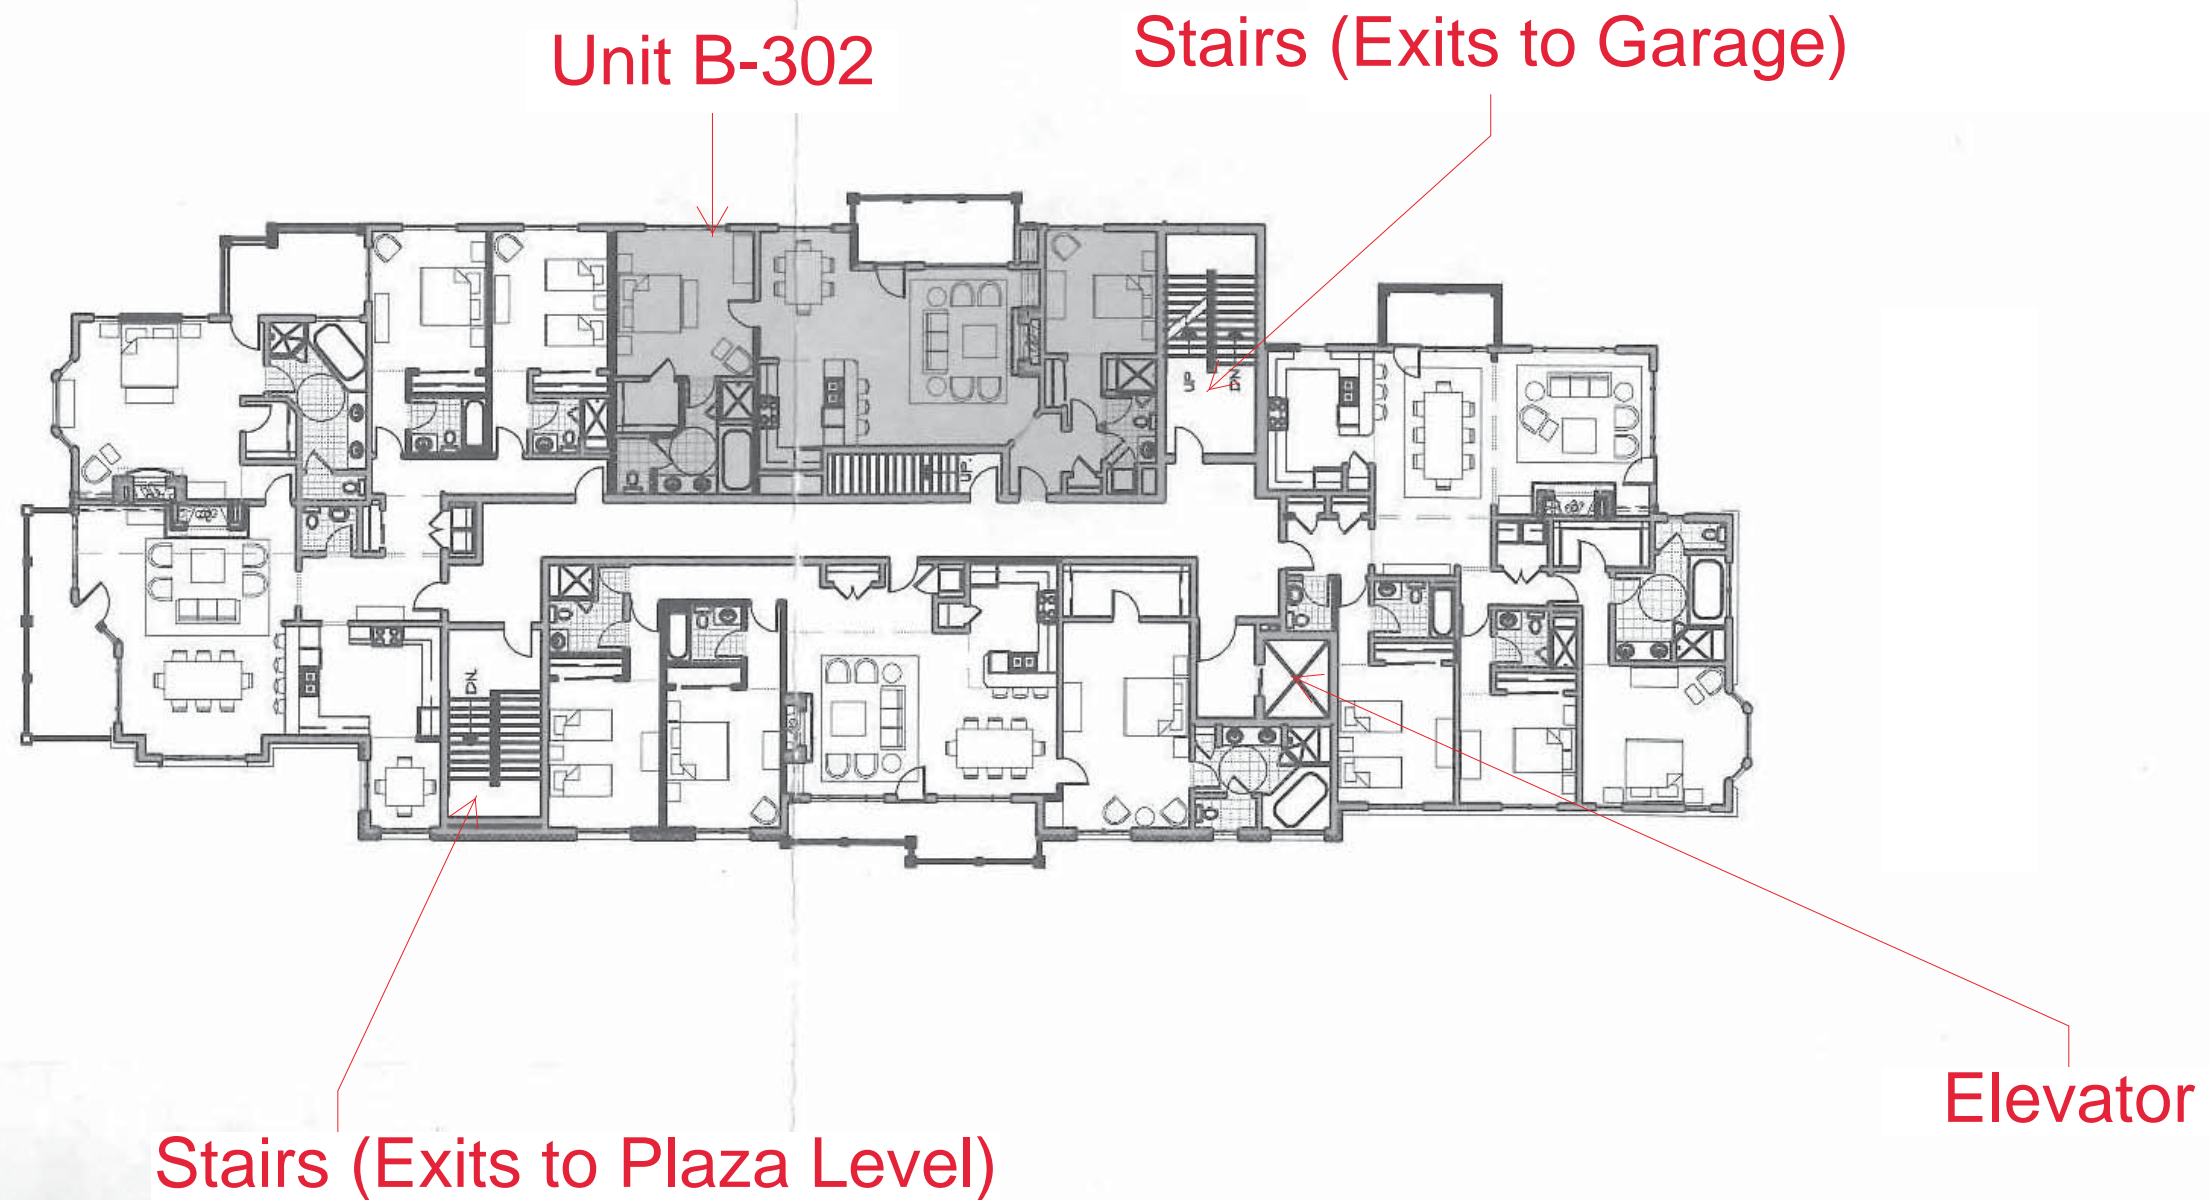 Unit B-302
Stairs (Exits to Garage)
UP
DN
UP.
DN.
Elevator
Stairs (Exits to Plaza Level)